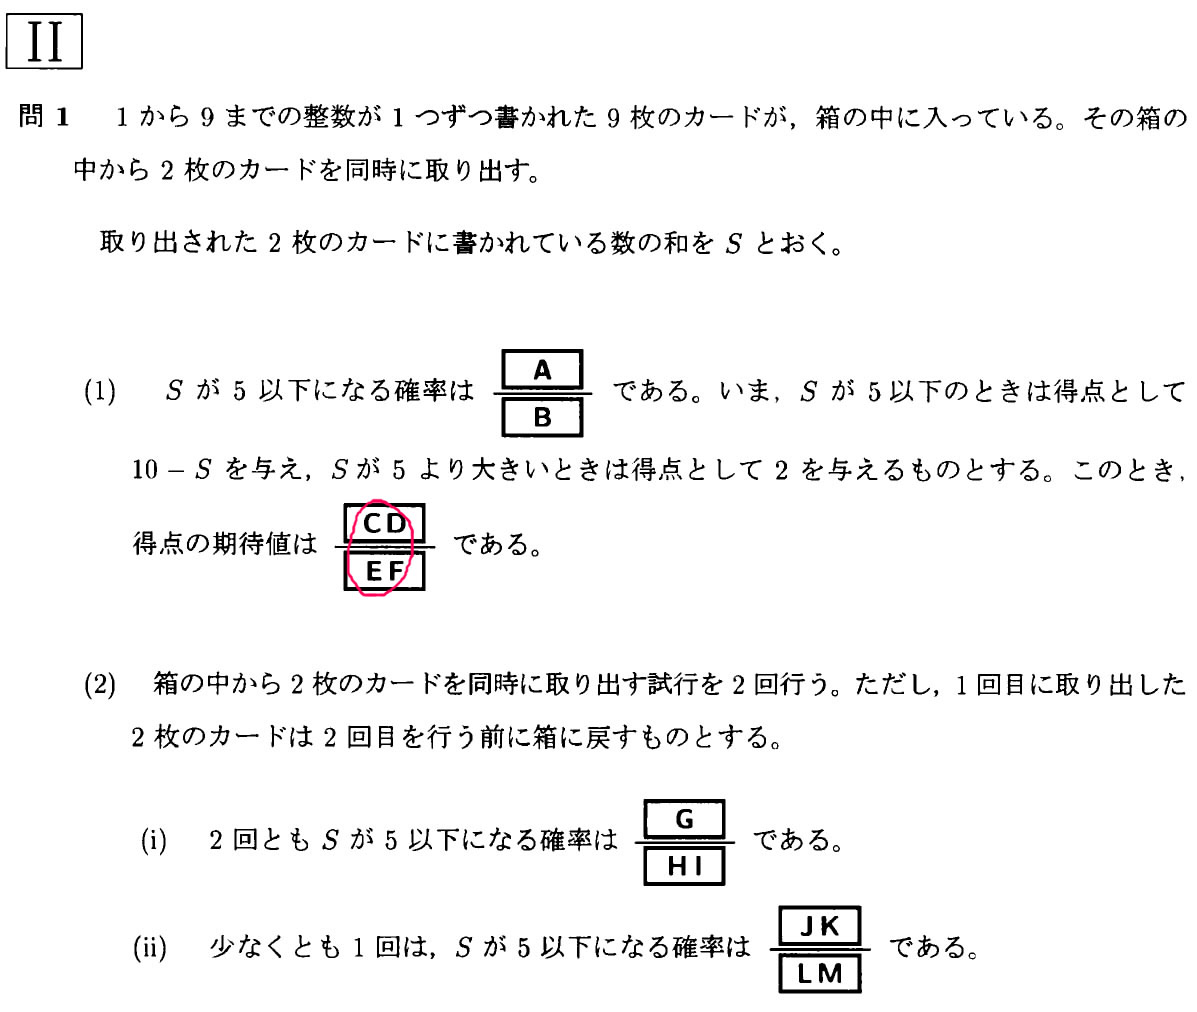 II
問 1 1 から 9 までの整数が 1 つずつ書かれた 9 枚のカードが，箱の中に入っている。その箱の
中から 2 枚のカードを同時に取り出す。
取り出された 2 枚のカードに書かれている数の和を S とおく。
(1) S が 5 以下になる確率は A/B である。いま，S が 5 以下のときは得点として
10 − S を与え，S が 5 より大きいときは得点として 2 を与えるものとする。このとき，
得点の期待値は CD/EF である。
(2) 箱の中から 2 枚のカードを同時に取り出す試行を 2 回行う。ただし，1 回目に取り出した
2 枚のカードは 2 回目を行う前に箱に戻すものとする。
(i) 2 回とも S が 5 以下になる確率は G/HI である。
(ii) 少なくとも 1 回は，S が 5 以下になる確率は JK/LM である。